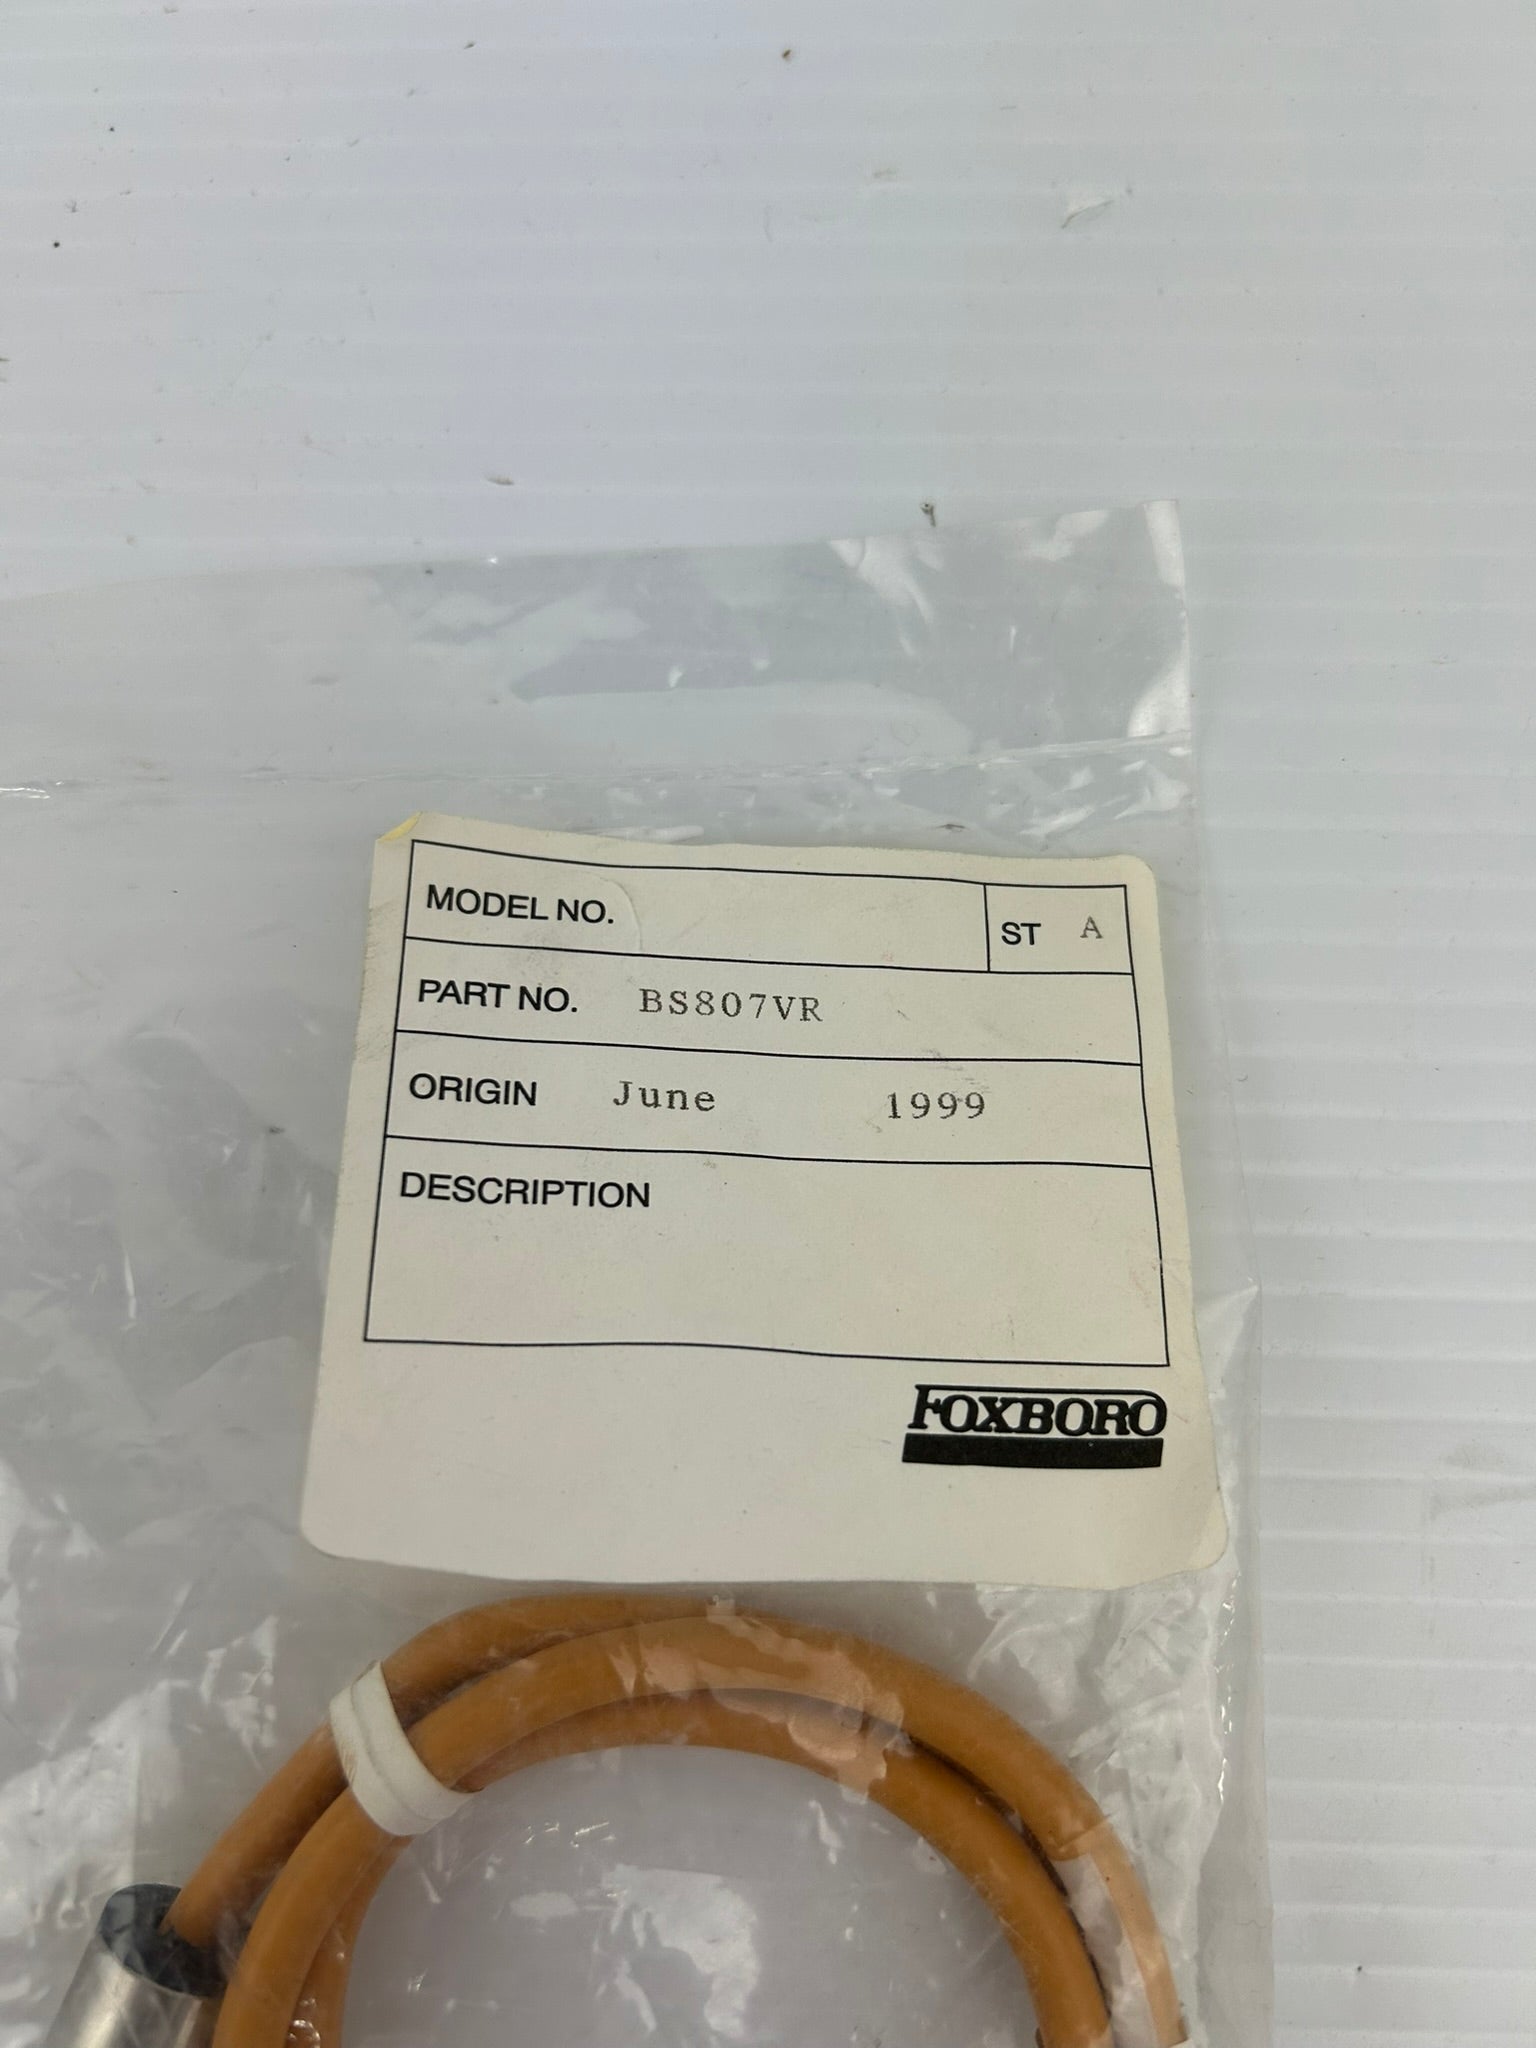 MODEL NO. ST A
PART NO. BS807VR
ORIGIN June 1999
DESCRIPTION
FOXBORO